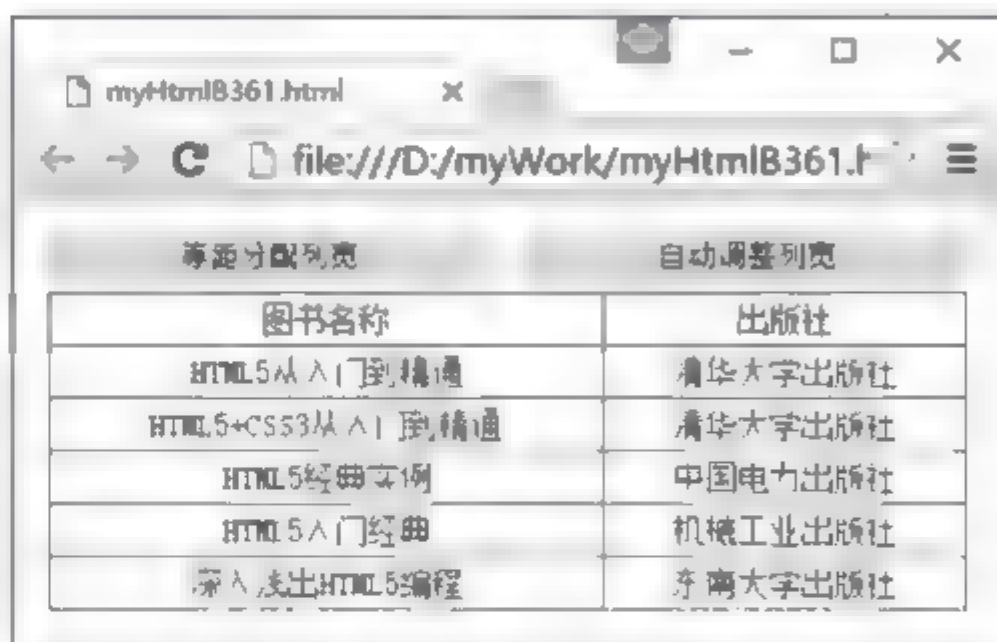 myHtmlB361.html
file:///D:/myWork/myHtmlB361.h
等距分配列宽 自动调整列宽
图书名称 出版社
HTML5从入门到精通 清华大学出版社
HTML5+CSS3从入门到精通 清华大学出版社
HTML5经典实例 中国电力出版社
HTML5入门经典 机械工业出版社
深入浅出HTML5编程 东南大学出版社